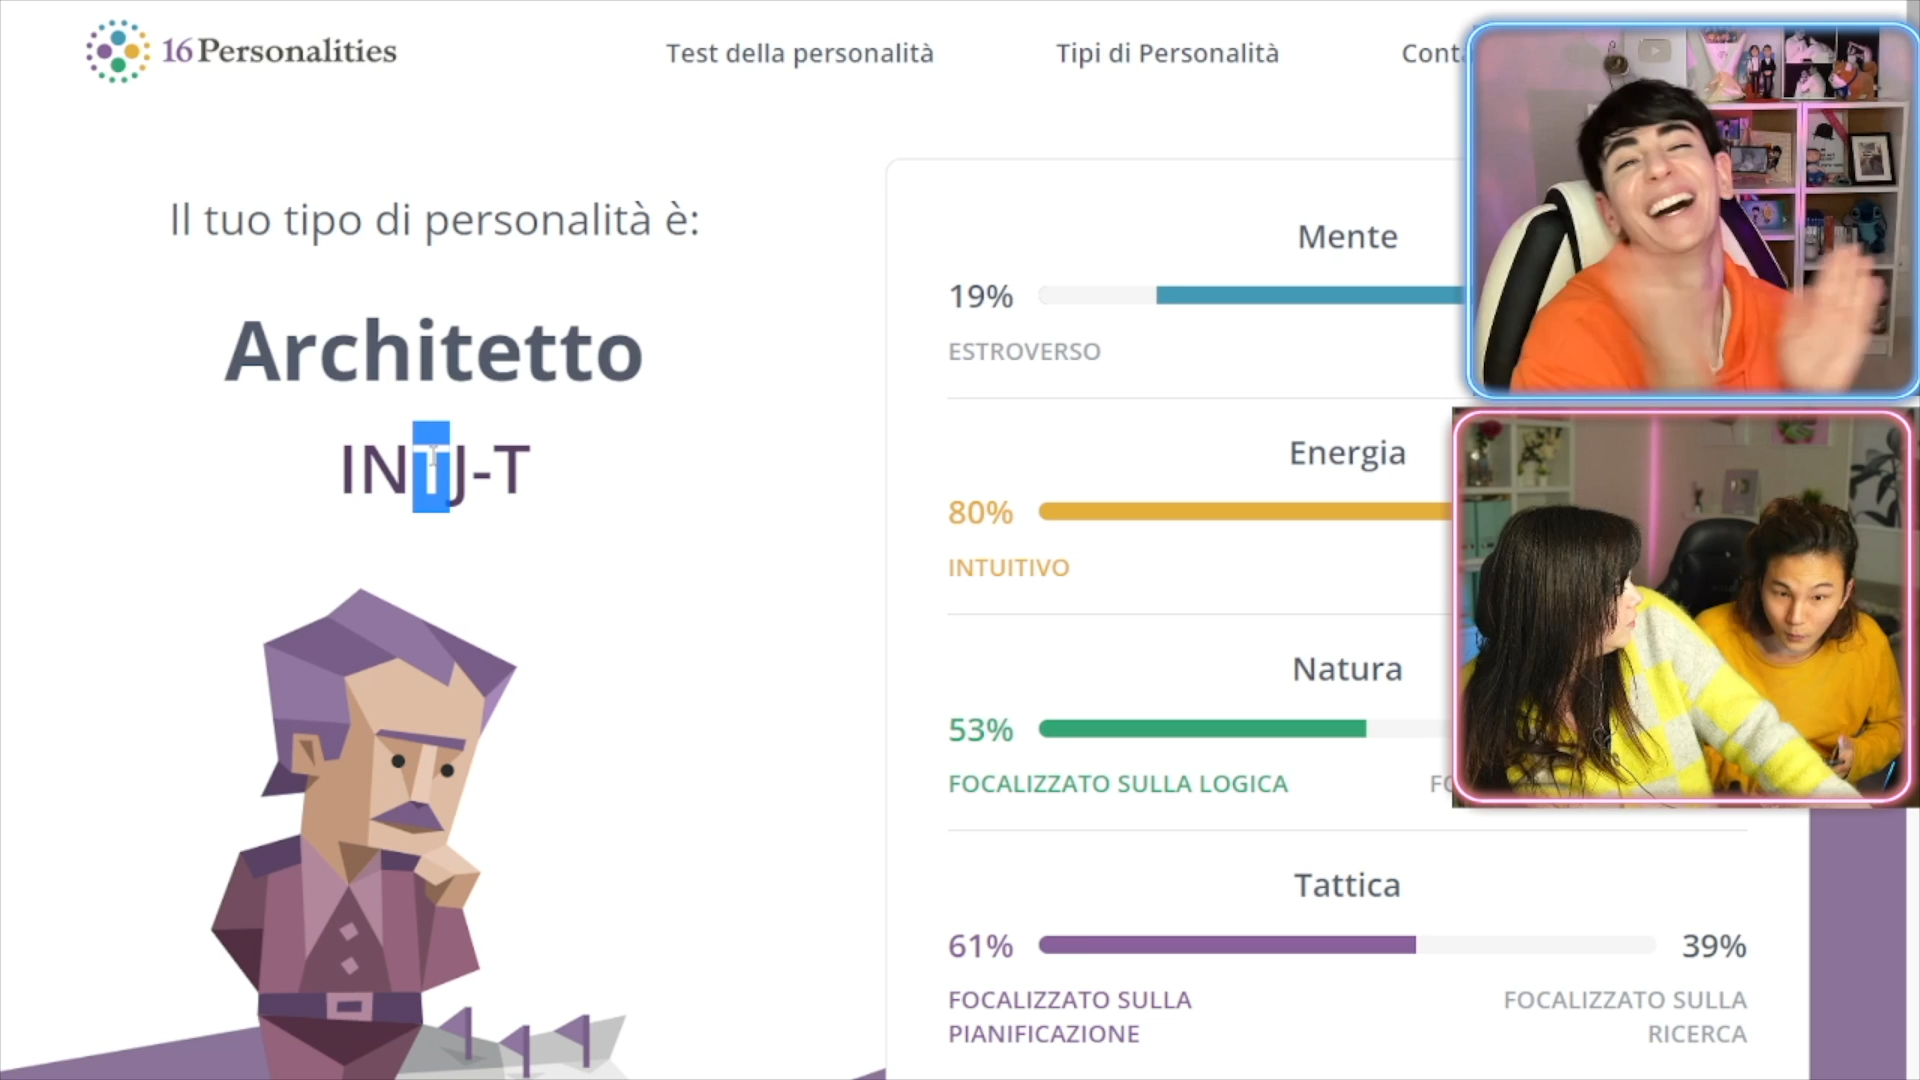 16Personalities
Test della personalità
Tipi di Personalità
Il tuo tipo di personalità è:
Architetto
INTJ-T
Mente
19%
ESTROVERSO
Energia
80%
INTUITIVO
Natura
53%
FOCALIZZATO SULLA LOGICA
Tattica
61%
39%
FOCALIZZATO SULLA
PIANIFICAZIONE
FOCALIZZATO SULLA
RICERCA